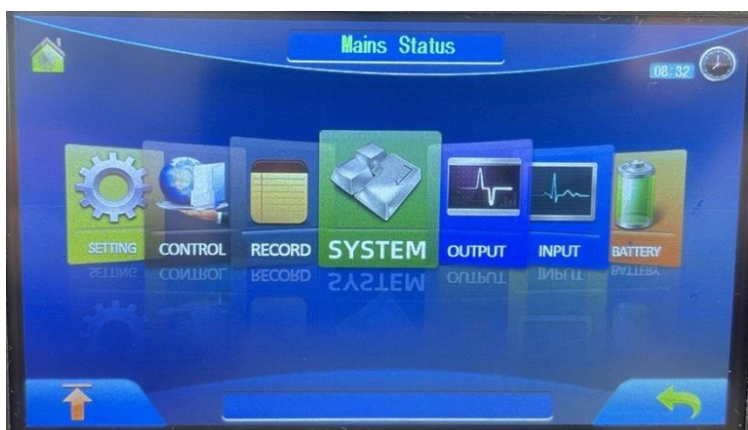 Mains Status
08:32
SETTING CONTROL RECORD SYSTEM OUTPUT INPUT BATTERY